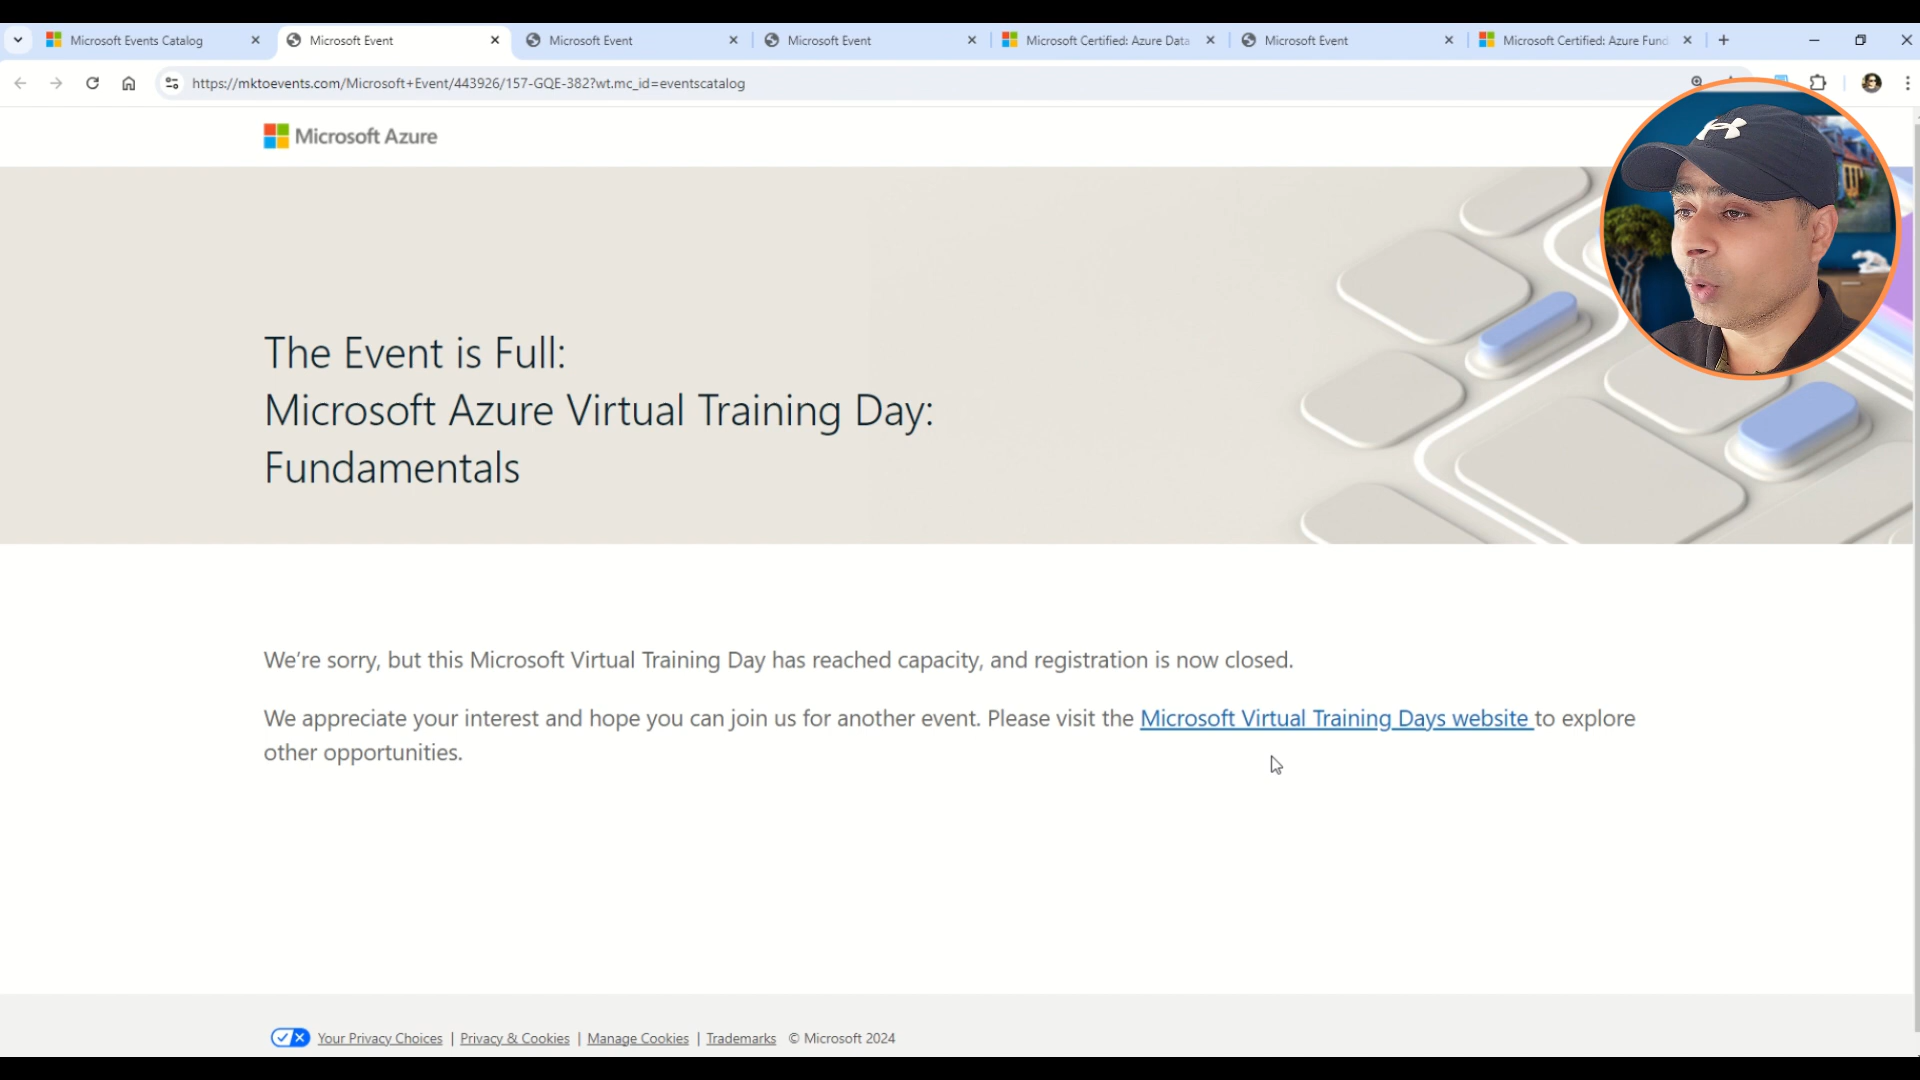 Microsoft Events Catalog
Microsoft Event
Microsoft Event
Microsoft Event
Microsoft Certified: Azure Data
Microsoft Event
Microsoft Certified: Azure Fund
https://mktoevents.com/Microsoft+Event/443926/157-GQE-382?wt.mc_id=eventscatalog
Microsoft Azure
The Event is Full:
Microsoft Azure Virtual Training Day:
Fundamentals
We're sorry, but this Microsoft Virtual Training Day has reached capacity, and registration is now closed.
We appreciate your interest and hope you can join us for another event. Please visit the Microsoft Virtual Training Days website to explore
other opportunities.
Your Privacy Choices | Privacy & Cookies | Manage Cookies | Trademarks © Microsoft 2024